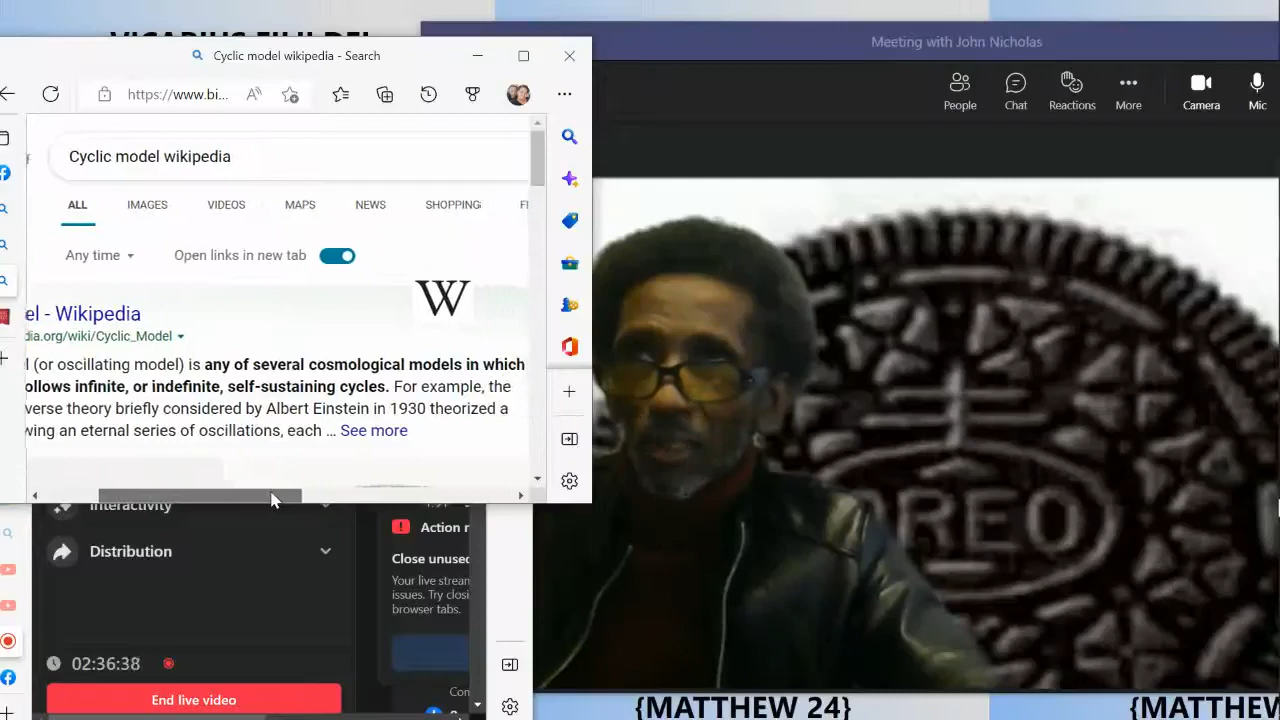 Meeting with John Nicholas
Cyclic model wikipedia - Search
https://www.bi...
People
Chat
Reactions
More
Camera
Mic
Cyclic model wikipedia
ALL
IMAGES
VIDEOS
MAPS
NEWS
SHOPPING
Any time
Open links in new tab
W
el - Wikipedia
dia.org/wiki/Cyclic_Model
l (or oscillating model) is any of several cosmological models in which
ollows infinite, or indefinite, self-sustaining cycles. For example, the
verse theory briefly considered by Albert Einstein in 1930 theorized a
wing an eternal series of oscillations, each ... See more
OREO
Interactivity
Action r
Distribution
Close unused
Your live stream
issues. Try closi
browser tabs.
02:36:38
End live video
Con
{MATTHEW 24}
{MATTHEW